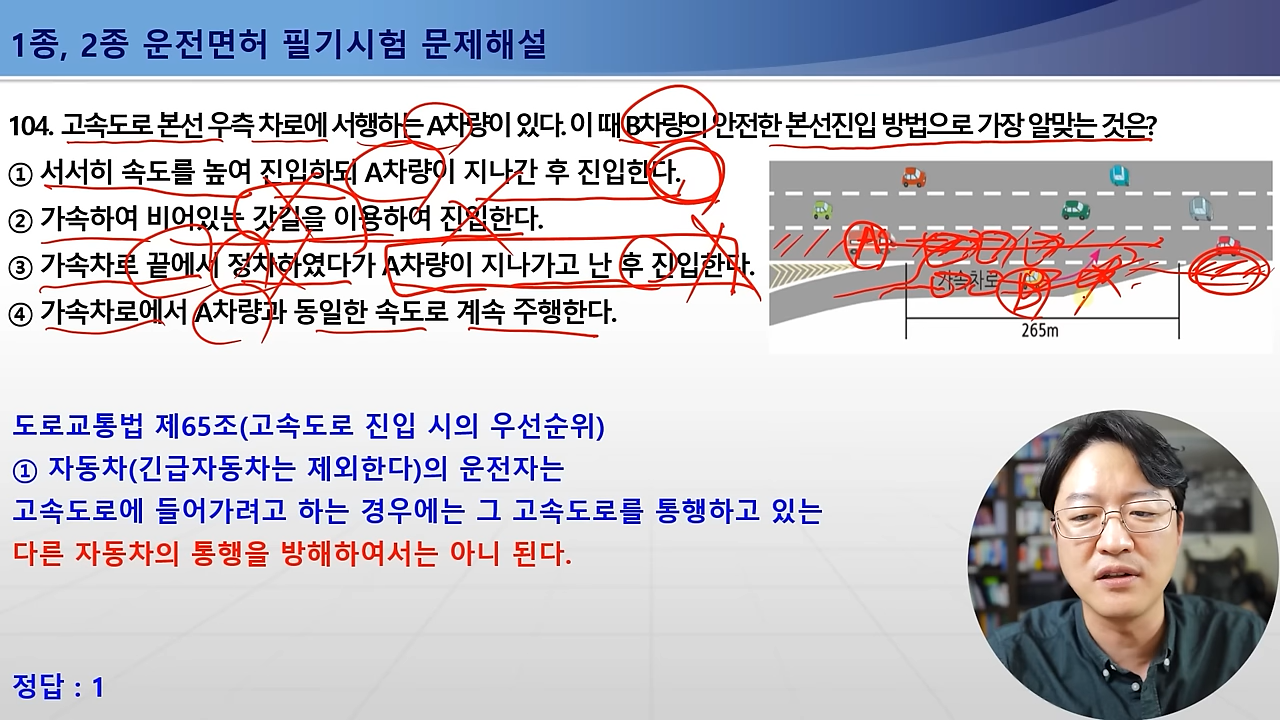 1종, 2종 운전면허 필기시험 문제해설
104. 고속도로 본선 우측 차로에 서행하는 A차량이 있다. 이 때 B차량의 안전한 본선진입 방법으로 가장 알맞는 것은?
① 서서히 속도를 높여 진입하되 A차량이 지나간 후 진입한다.
② 가속하여 비어있는 갓길을 이용하여 진입한다.
③ 가속차로 끝에서 정차하였다가 A차량이 지나가고 난 후 진입한다.
④ 가속차로에서 A차량과 동일한 속도로 계속 주행한다.
A
가속차로
B
265m
도로교통법 제65조(고속도로 진입 시의 우선순위)
① 자동차(긴급자동차는 제외한다)의 운전자는
고속도로에 들어가려고 하는 경우에는 그 고속도로를 통행하고 있는
다른 자동차의 통행을 방해하여서는 아니 된다.
정답 : 1